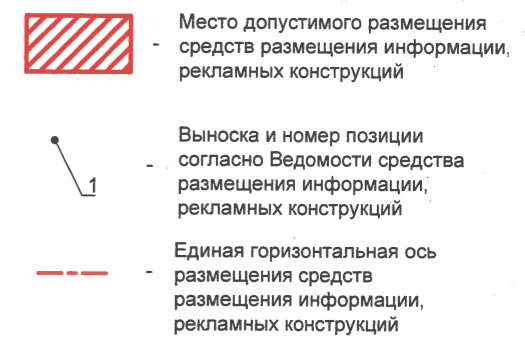 Место допустимого размещения
- средств размещения информации,
рекламных конструкций
Выноска и номер позиции
- согласно Ведомости средства
1 размещения информации,
рекламных конструкций
Единая горизонтальная ось
- размещения средств
размещения информации,
рекламных конструкций